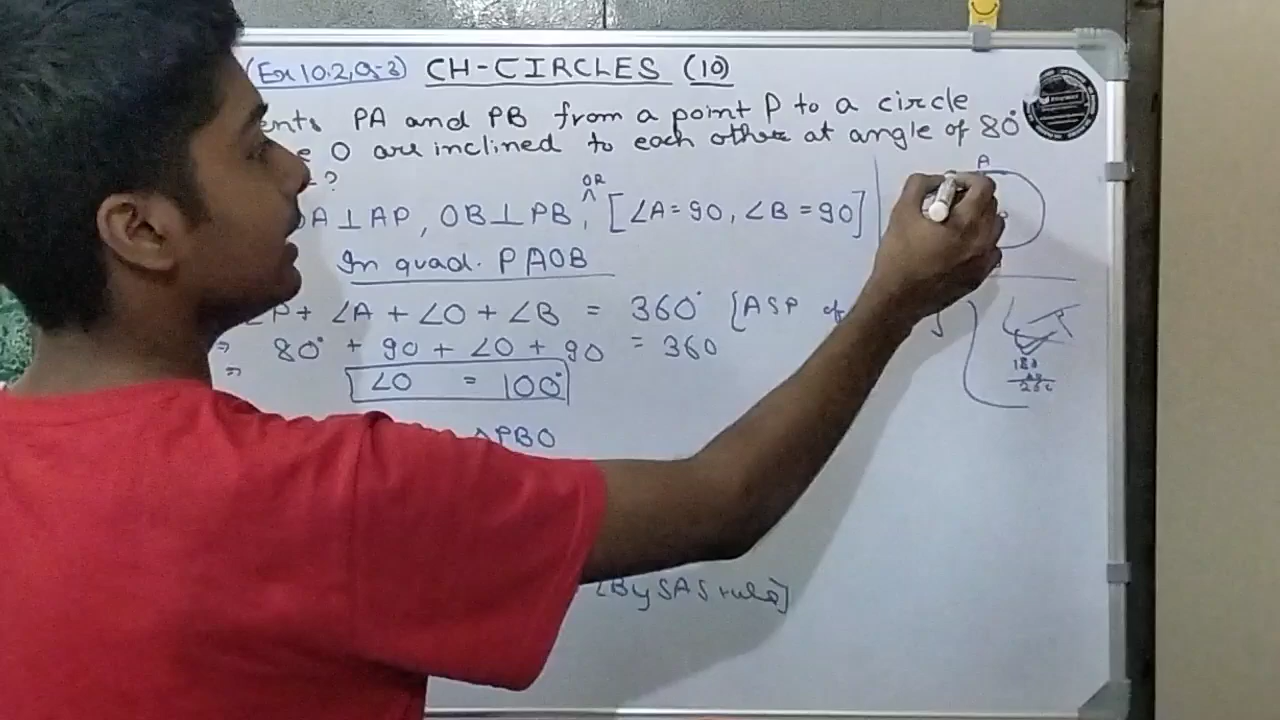 (Ex 10.2, Q-3) CH-CIRCLES (10)
PA and PB from a point P to a circle
O are inclined to each other at angle of 80°
?
OR
A⊥AP, OB⊥PB, ^ [∠A=90, ∠B=90]
In quad. PAOB
∠P+ ∠A + ∠O + ∠B = 360° [ASP of
⇒ 80° + 90 + ∠O + 90 = 360
⇒ ∠O = 100°
PBO
[By SAS rule]
A
180